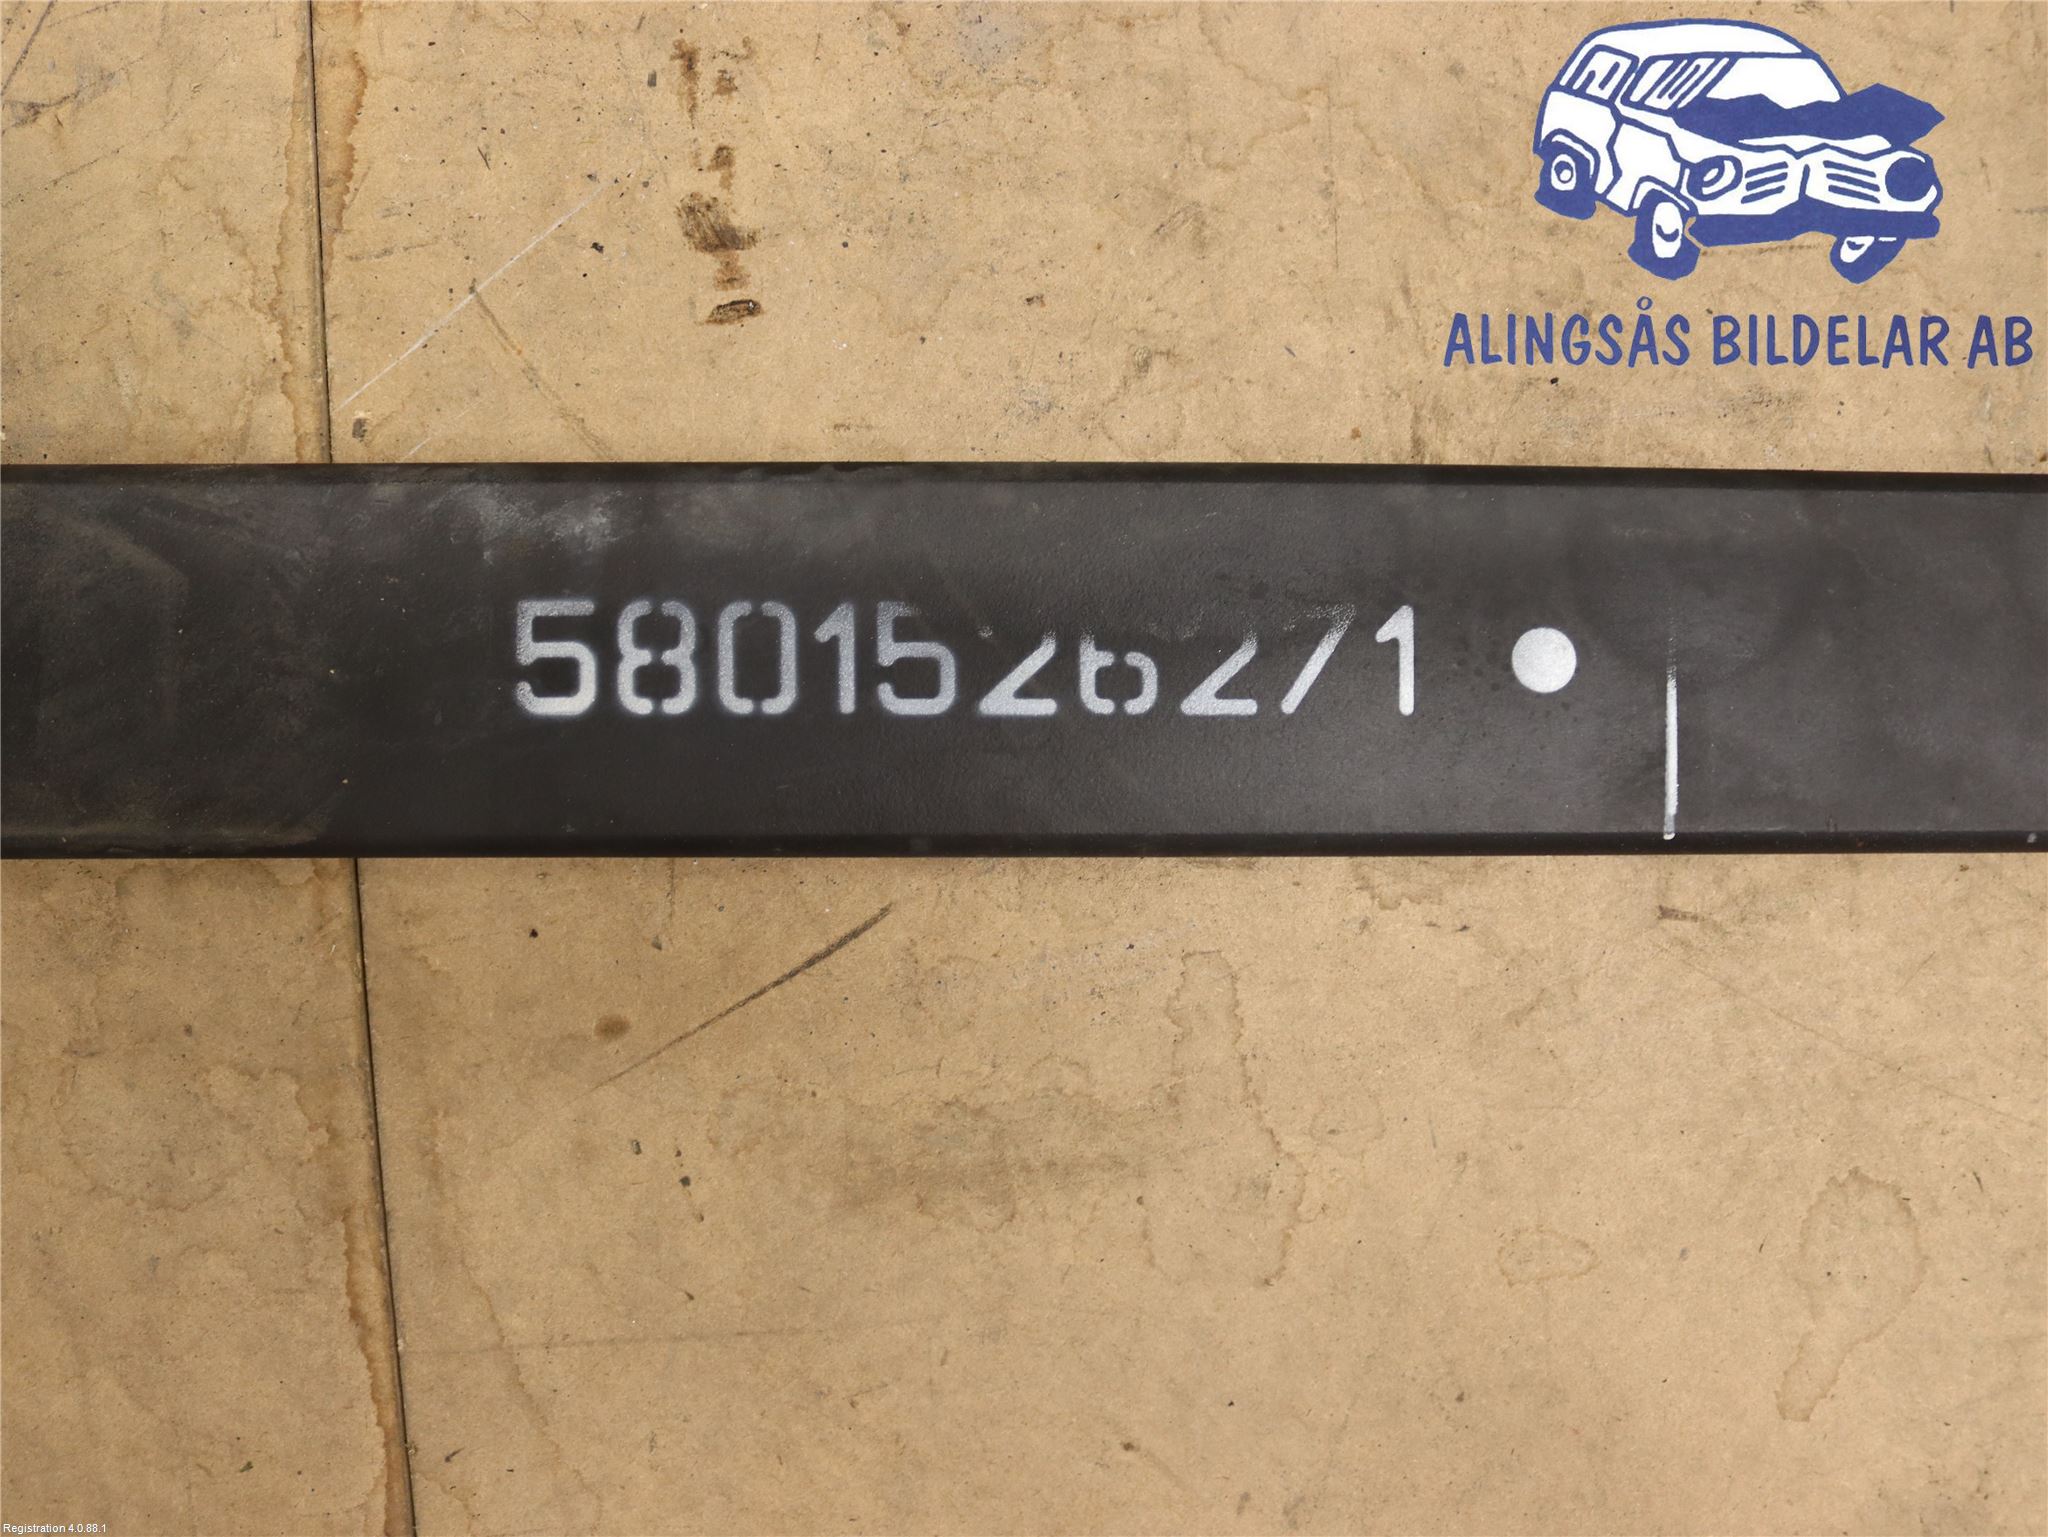 ALINGSÅS BILDELAR AB
5801526271
Registration 4.0.88.1